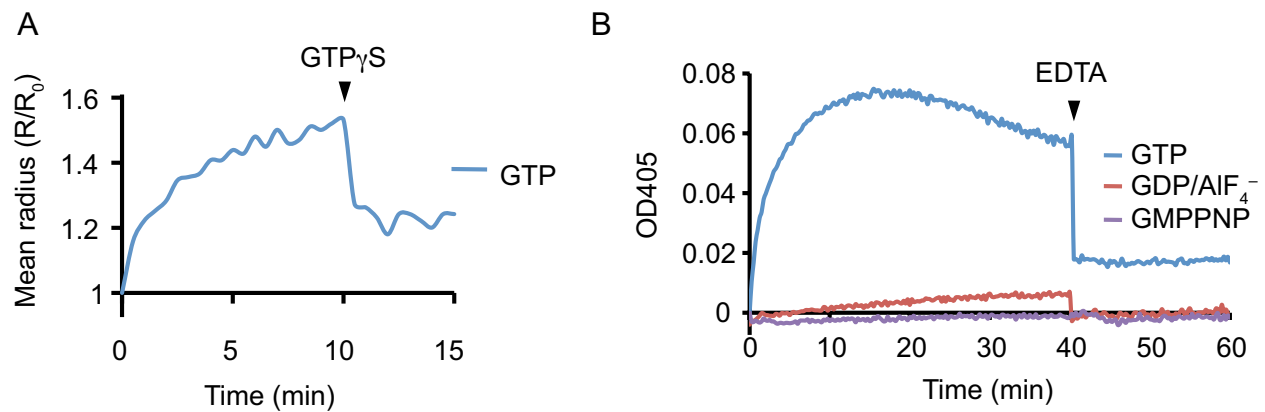 A
GTPγS
Mean radius (R/R₀)
1.6
1.4
1.2
1
0
5
10
15
Time (min)
GTP
B
EDTA
OD405
0.08
0.06
0.04
0.02
0
0
10
20
30
40
50
60
Time (min)
GTP
GDP/AlF₄⁻
GMPPNP